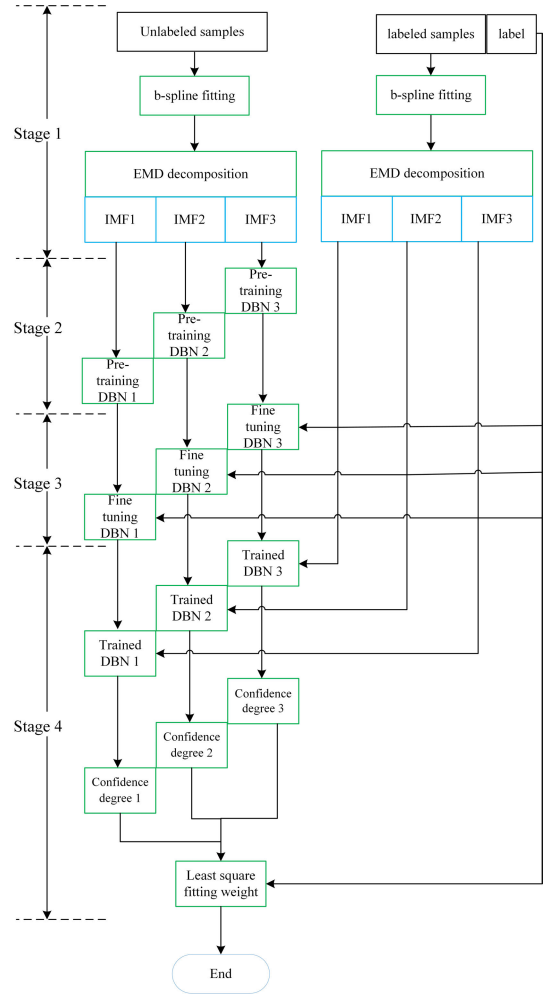 Unlabeled samples
labeled samples
label
b-spline fitting
b-spline fitting
Stage 1
EMD decomposition
EMD decomposition
IMF1
IMF2
IMF3
IMF1
IMF2
IMF3
Pre-
training
DBN 3
Stage 2
Pre-
training
DBN 2
Pre-
training
DBN 1
Fine
tuning
DBN 3
Stage 3
Fine
tuning
DBN 2
Fine
tuning
DBN 1
Trained
DBN 3
Trained
DBN 2
Trained
DBN 1
Confidence
degree 3
Stage 4
Confidence
degree 2
Confidence
degree 1
Least square
fitting weight
End